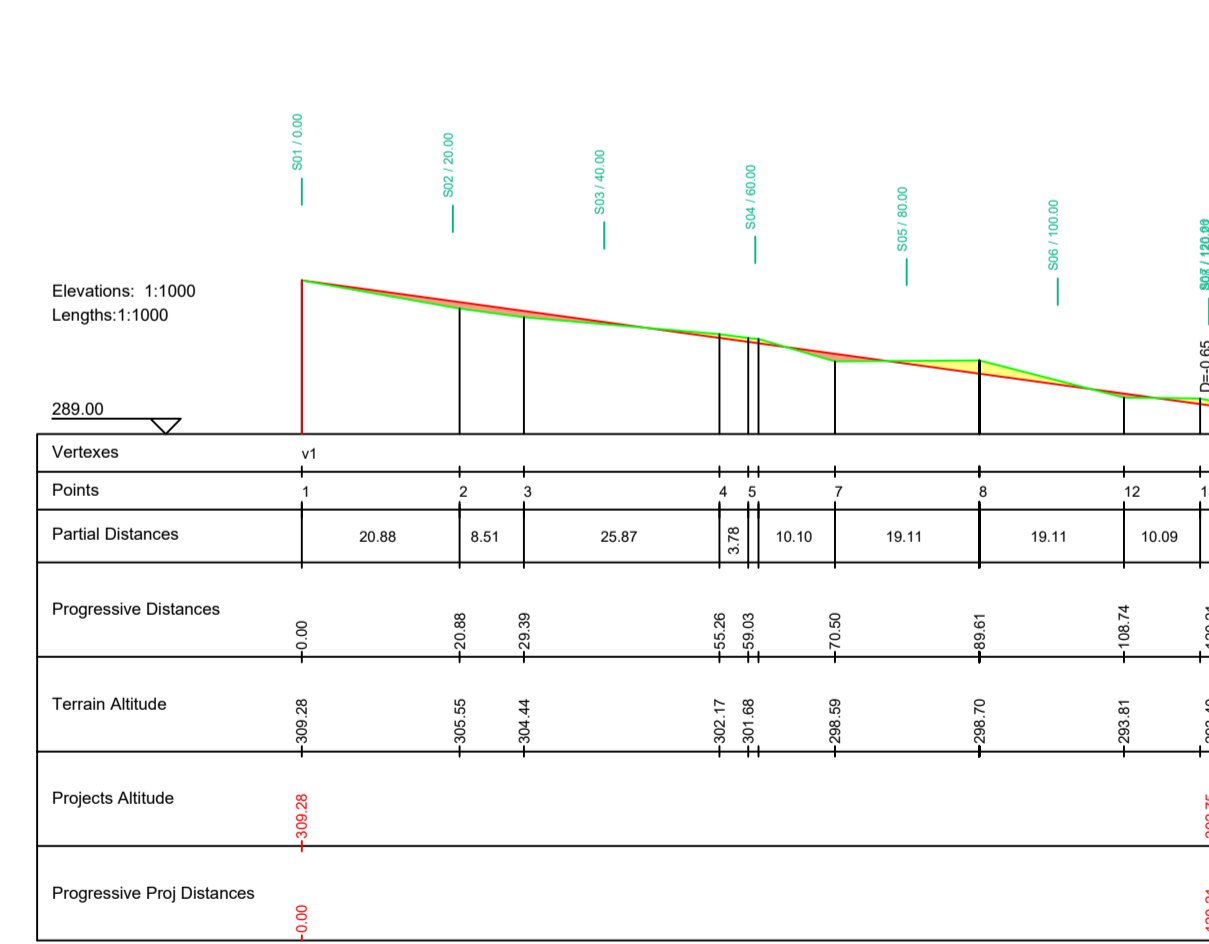 S01 / 0.00
S02 / 20.00
S03 / 40.00
S04 / 60.00
S05 / 80.00
S06 / 100.00
Elevations: 1:1000
Lengths:1:1000
D=-0.65
289.00
Vertexes v1
Points 1 2 3 4 5 7 8 12
Partial Distances 20.88 8.51 25.87 3.78 10.10 19.11 19.11 10.09
Progressive Distances 0.00 20.88 29.39 55.26 59.03 70.50 89.61 108.74
Terrain Altitude 309.28 305.55 304.44 302.17 301.68 298.59 298.70 293.81
Projects Altitude 309.28
Progressive Proj Distances 0.00